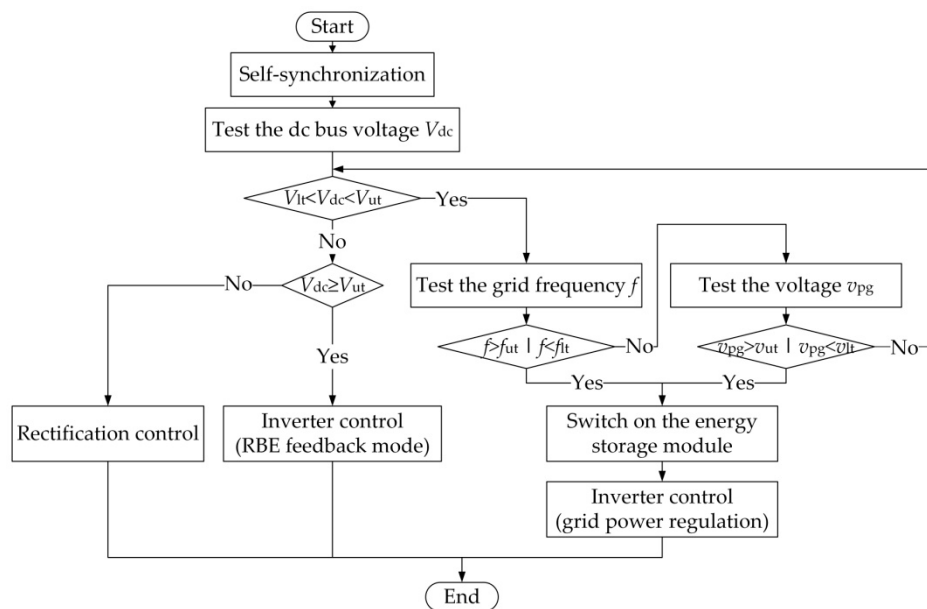 Start
Self-synchronization
Test the dc bus voltage Vdc
Vlt<Vdc<Vut
Yes
No
Vdc≥Vut
No
Yes
Test the grid frequency f
Test the voltage vpg
f>fut | f<flt
No
vpg>vut | vpg<vlt
No
Yes
Yes
Rectification control
Inverter control
(RBE feedback mode)
Switch on the energy
storage module
Inverter control
(grid power regulation)
End